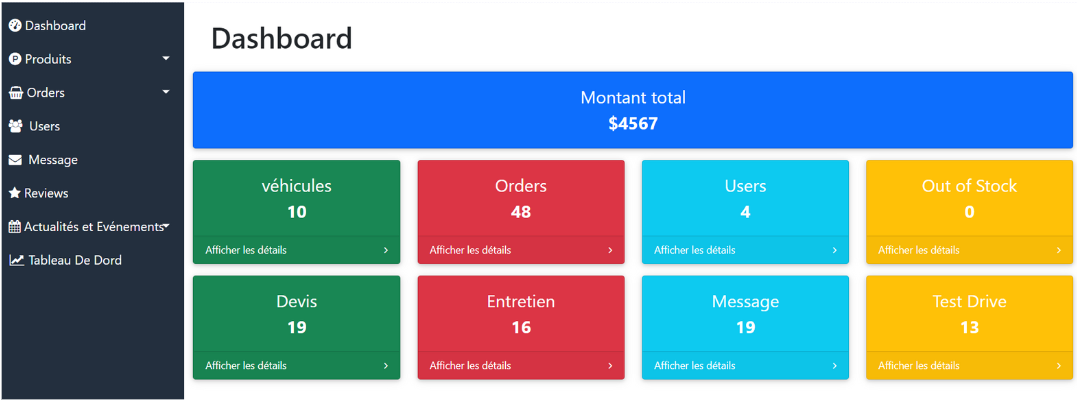 Dashboard
Produits
Orders
Users
Message
Reviews
Actualités et Evénements
Tableau De Dord
Dashboard
Montant total
$4567
véhicules
10
Afficher les détails
Orders
48
Afficher les détails
Users
4
Afficher les détails
Out of Stock
0
Afficher les détails
Devis
19
Afficher les détails
Entretien
16
Afficher les détails
Message
19
Afficher les détails
Test Drive
13
Afficher les détails